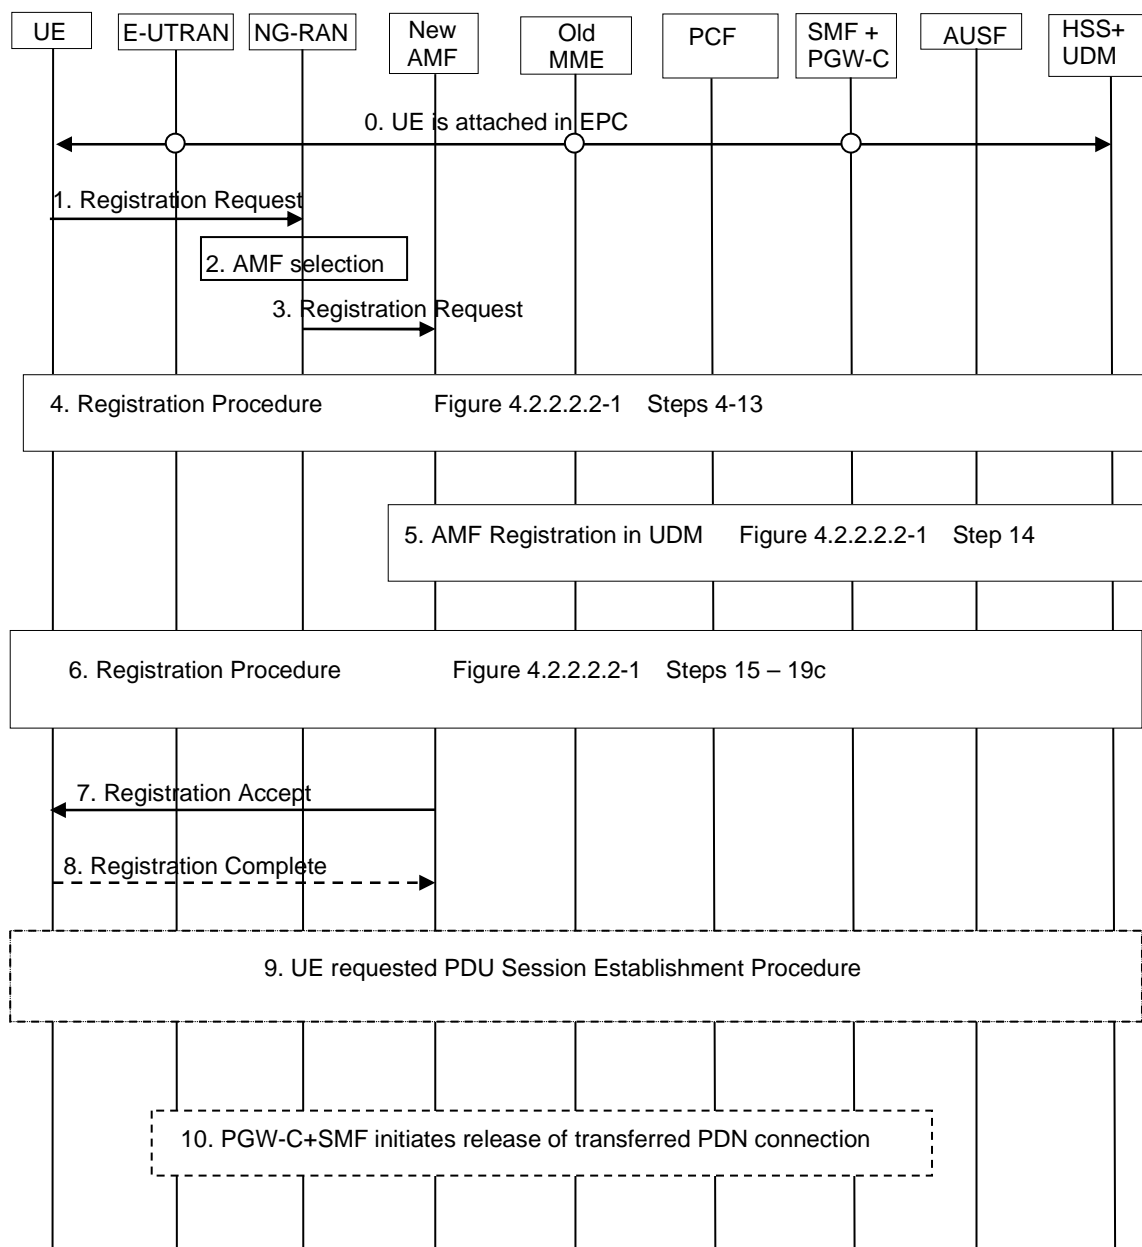 UE
E-UTRAN
NG-RAN
New
AMF
Old
MME
PCF
SMF +
PGW-C
AUSF
HSS+
UDM
0. UE is attached in EPC
1. Registration Request
2. AMF selection
3. Registration Request
4. Registration Procedure Figure 4.2.2.2.2-1 Steps 4-13
5. AMF Registration in UDM Figure 4.2.2.2.2-1 Step 14
6. Registration Procedure Figure 4.2.2.2.2-1 Steps 15 – 19c
7. Registration Accept
8. Registration Complete
9. UE requested PDU Session Establishment Procedure
10. PGW-C+SMF initiates release of transferred PDN connection